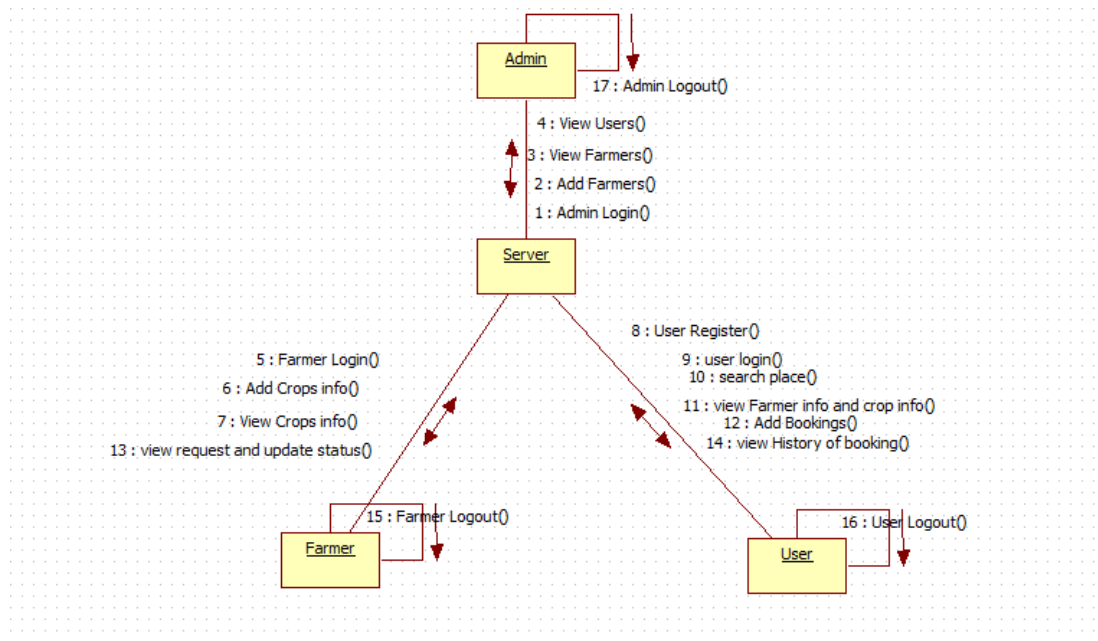 Admin
17 : Admin Logout()
4 : View Users()
3 : View Farmers()
2 : Add Farmers()
1 : Admin Login()
Server
8 : User Register()
5 : Farmer Login()
9 : user login()
10 : search place()
6 : Add Crops info()
11 : view Farmer info and crop info()
7 : View Crops info()
12 : Add Bookings()
14 : view History of booking()
13 : view request and update status()
15 : Farmer Logout()
16 : User Logout()
Farmer
User